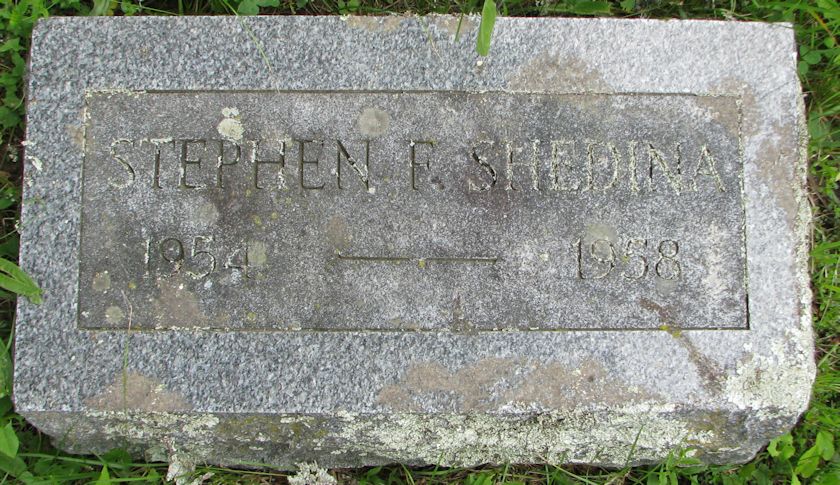 STEPHEN F. SHEDINA
1954 — 1958